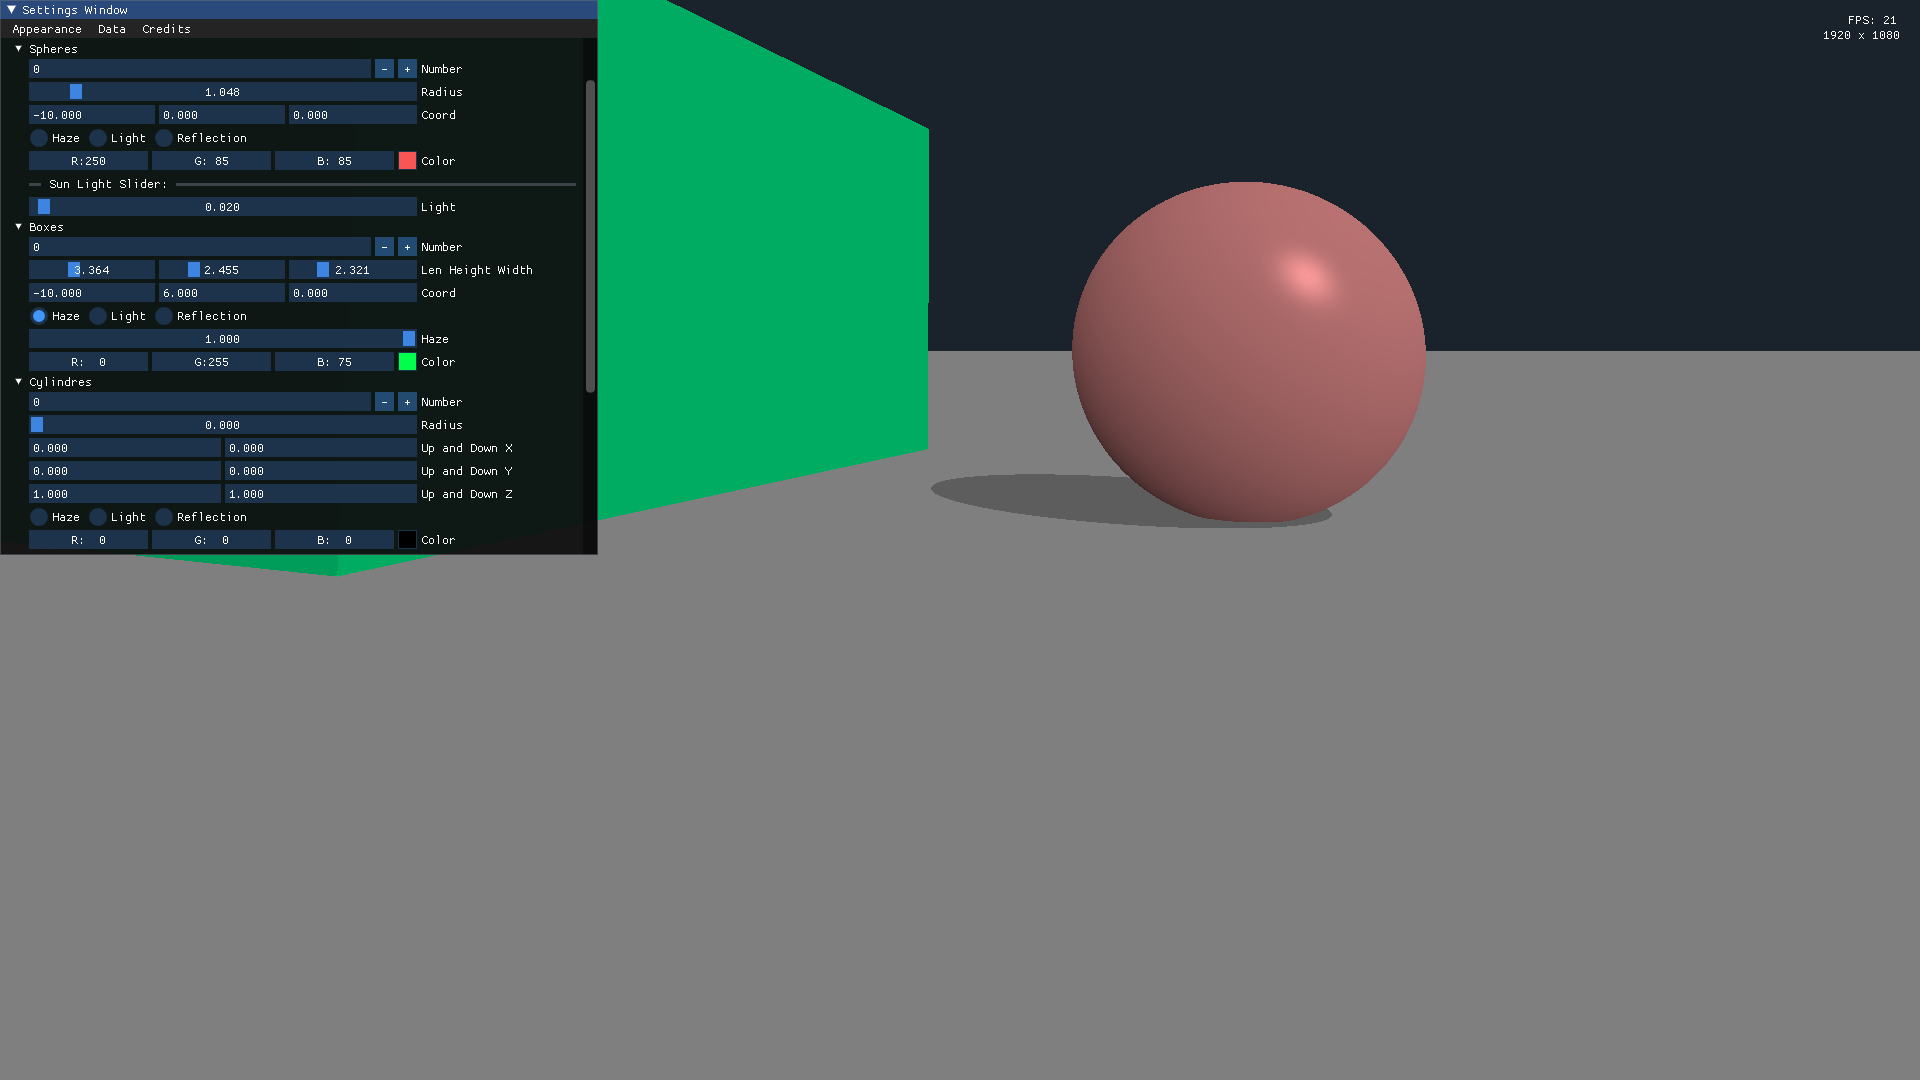 Settings Window
FPS: 21
1920 x 1080
Appearance Data Credits
Spheres
0 - + Number
1.048 Radius
-10.000 0.000 0.000 Coord
Haze Light Reflection
R:250 G: 85 B: 85 Color
Sun Light Slider:
0.020 Light
Boxes
0 - + Number
3.364 2.455 2.321 Len Height Width
-10.000 6.000 0.000 Coord
Haze Light Reflection
1.000 Haze
R: 0 G:255 B: 75 Color
Cylindres
0 - + Number
0.000 Radius
0.000 0.000 Up and Down X
0.000 0.000 Up and Down Y
1.000 1.000 Up and Down Z
Haze Light Reflection
R: 0 G: 0 B: 0 Color